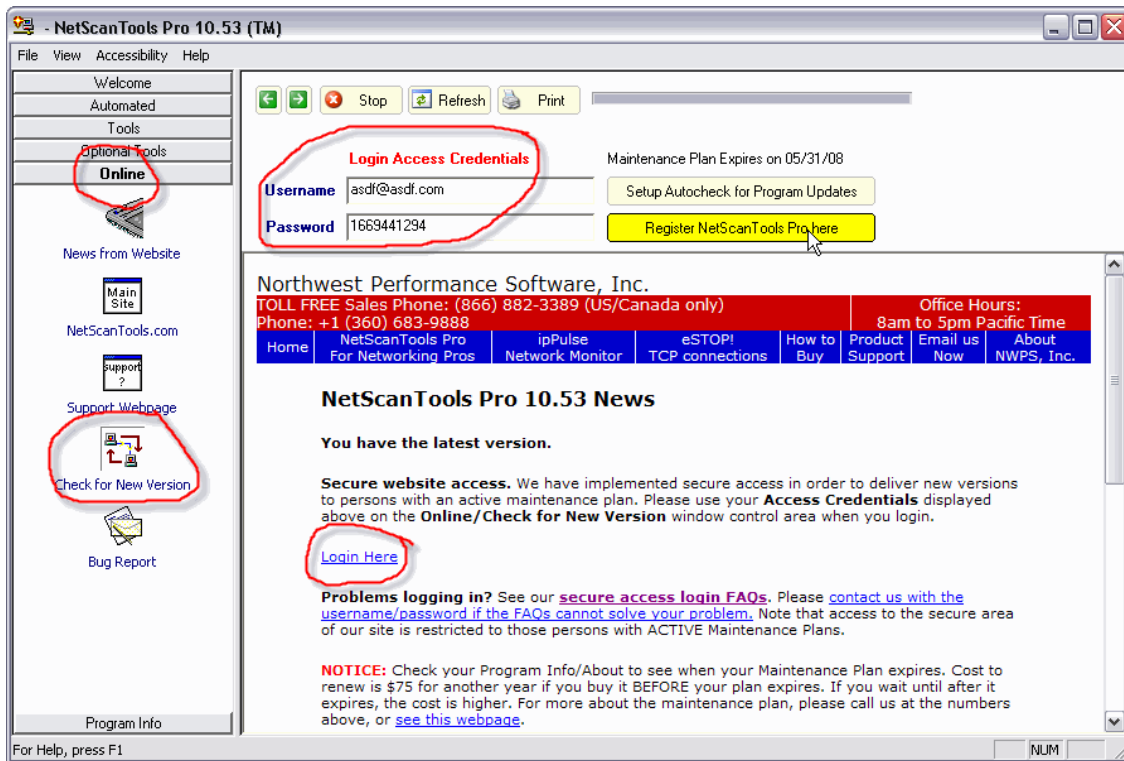 - NetScanTools Pro 10.53 (TM)
File View Accessibility Help
Welcome
Automated
Tools
Optional Tools
Online
News from Website
Main
Site
NetScanTools.com
support
?
Support Webpage
Check for New Version
Bug Report
Program Info
Stop Refresh Print
Login Access Credentials
Maintenance Plan Expires on 05/31/08
Username asdf@asdf.com
Setup Autocheck for Program Updates
Password 1669441294
Register NetScanTools Pro here
Northwest Performance Software, Inc.
TOLL FREE Sales Phone: (866) 882-3389 (US/Canada only)
Phone: +1 (360) 683-9888
Office Hours:
8am to 5pm Pacific Time
Home
NetScanTools Pro
For Networking Pros
ipPulse
Network Monitor
eSTOP!
TCP connections
How to
Buy
Product
Support
Email us
Now
About
NWPS, Inc.
NetScanTools Pro 10.53 News
You have the latest version.
Secure website access. We have implemented secure access in order to deliver new versions
to persons with an active maintenance plan. Please use your Access Credentials displayed
above on the Online/Check for New Version window control area when you login.
Login Here
Problems logging in? See our secure access login FAQs. Please contact us with the
username/password if the FAQs cannot solve your problem. Note that access to the secure area
of our site is restricted to those persons with ACTIVE Maintenance Plans.
NOTICE: Check your Program Info/About to see when your Maintenance Plan expires. Cost to
renew is $75 for another year if you buy it BEFORE your plan expires. If you wait until after it
expires, the cost is higher. For more about the maintenance plan, please call us at the numbers
above, or see this webpage.
For Help, press F1
NUM